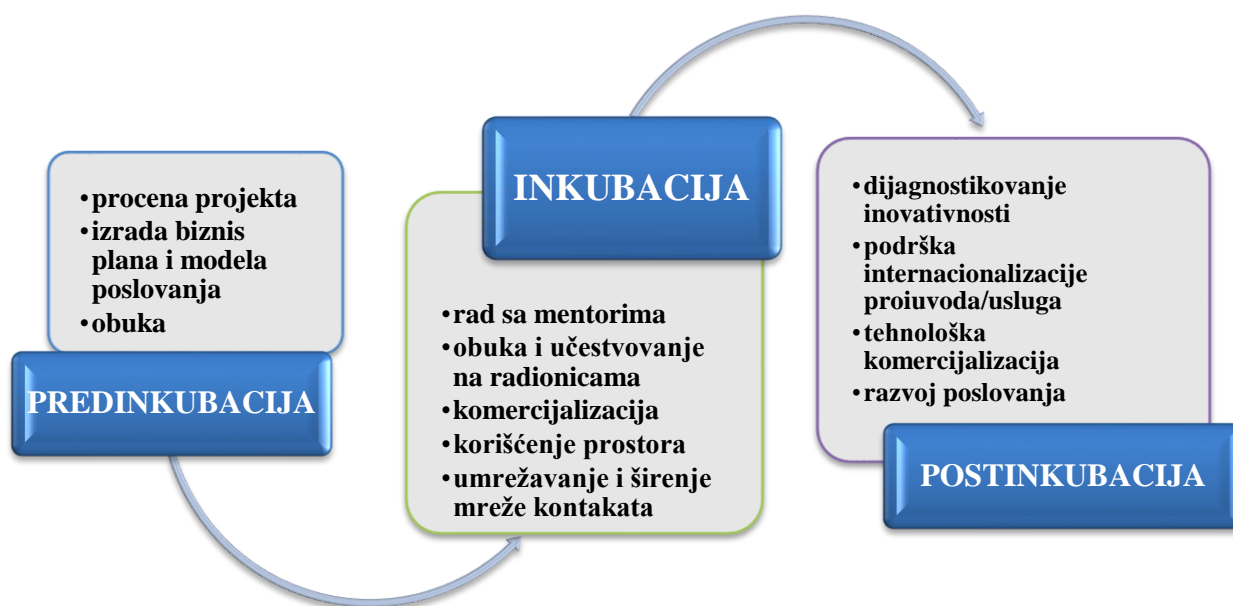 •procena projekta
•izrada biznis
plana i modela
poslovanja
•obuka
PREDINKUBACIJA
INKUBACIJA
•rad sa mentorima
•obuka i učestvovanje
na radionicama
•komercijalizacija
•korišćenje prostora
•umrežavanje i širenje
mreže kontakata
•dijagnostikovanje
inovativnosti
•podrška
internacionalizacije
proiuvoda/usluga
•tehnološka
komercijalizacija
•razvoj poslovanja
POSTINKUBACIJA